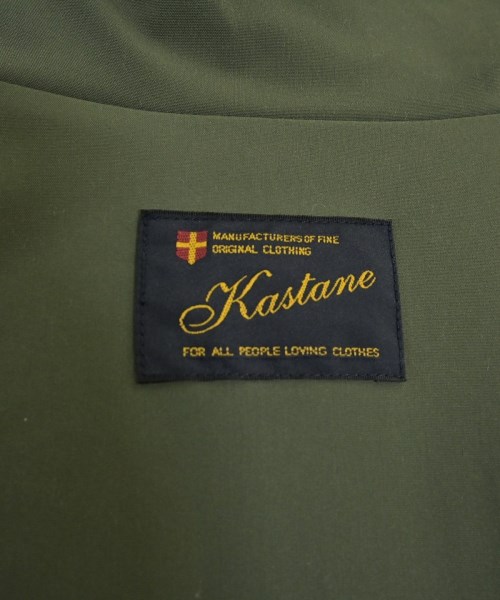 MANUFACTURERS OF FINE
ORIGINAL CLOTHING
Kastane
FOR ALL PEOPLE LOVING CLOTHES